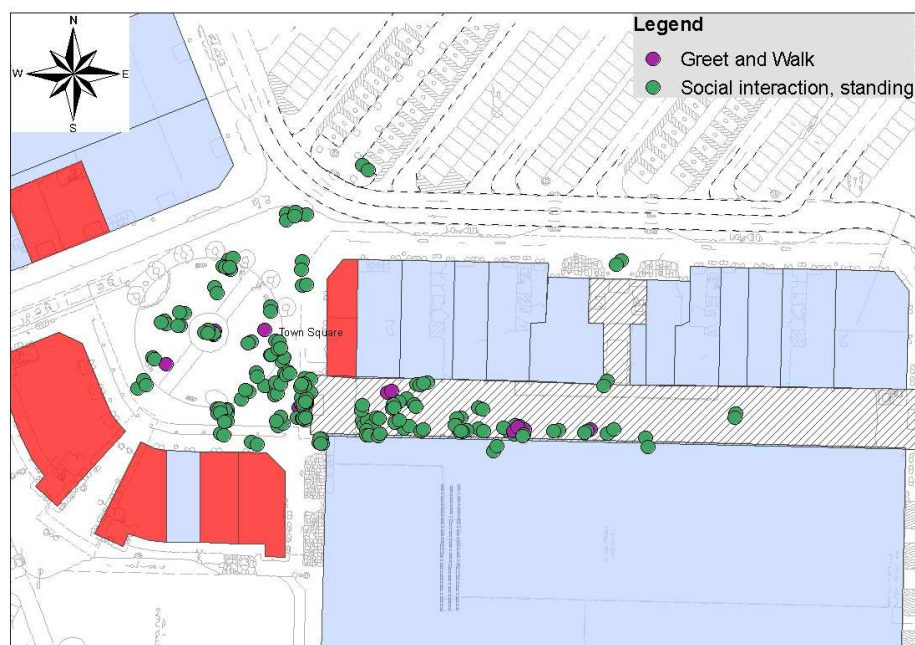 N
W E
S
Legend
Greet and Walk
Social interaction, standing
Town Square